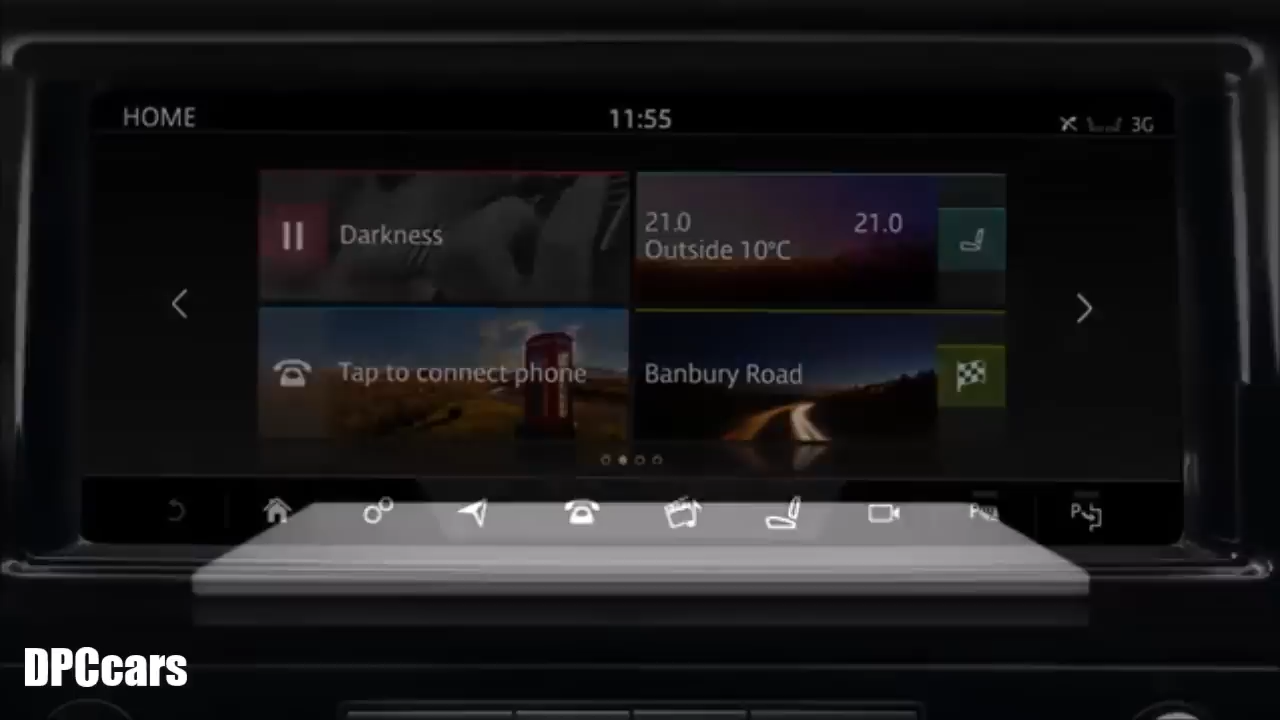 HOME
11:55
3G
Darkness
21.0
21.0
Outside 10°C
Tap to connect phone
Banbury Road
DPCcars